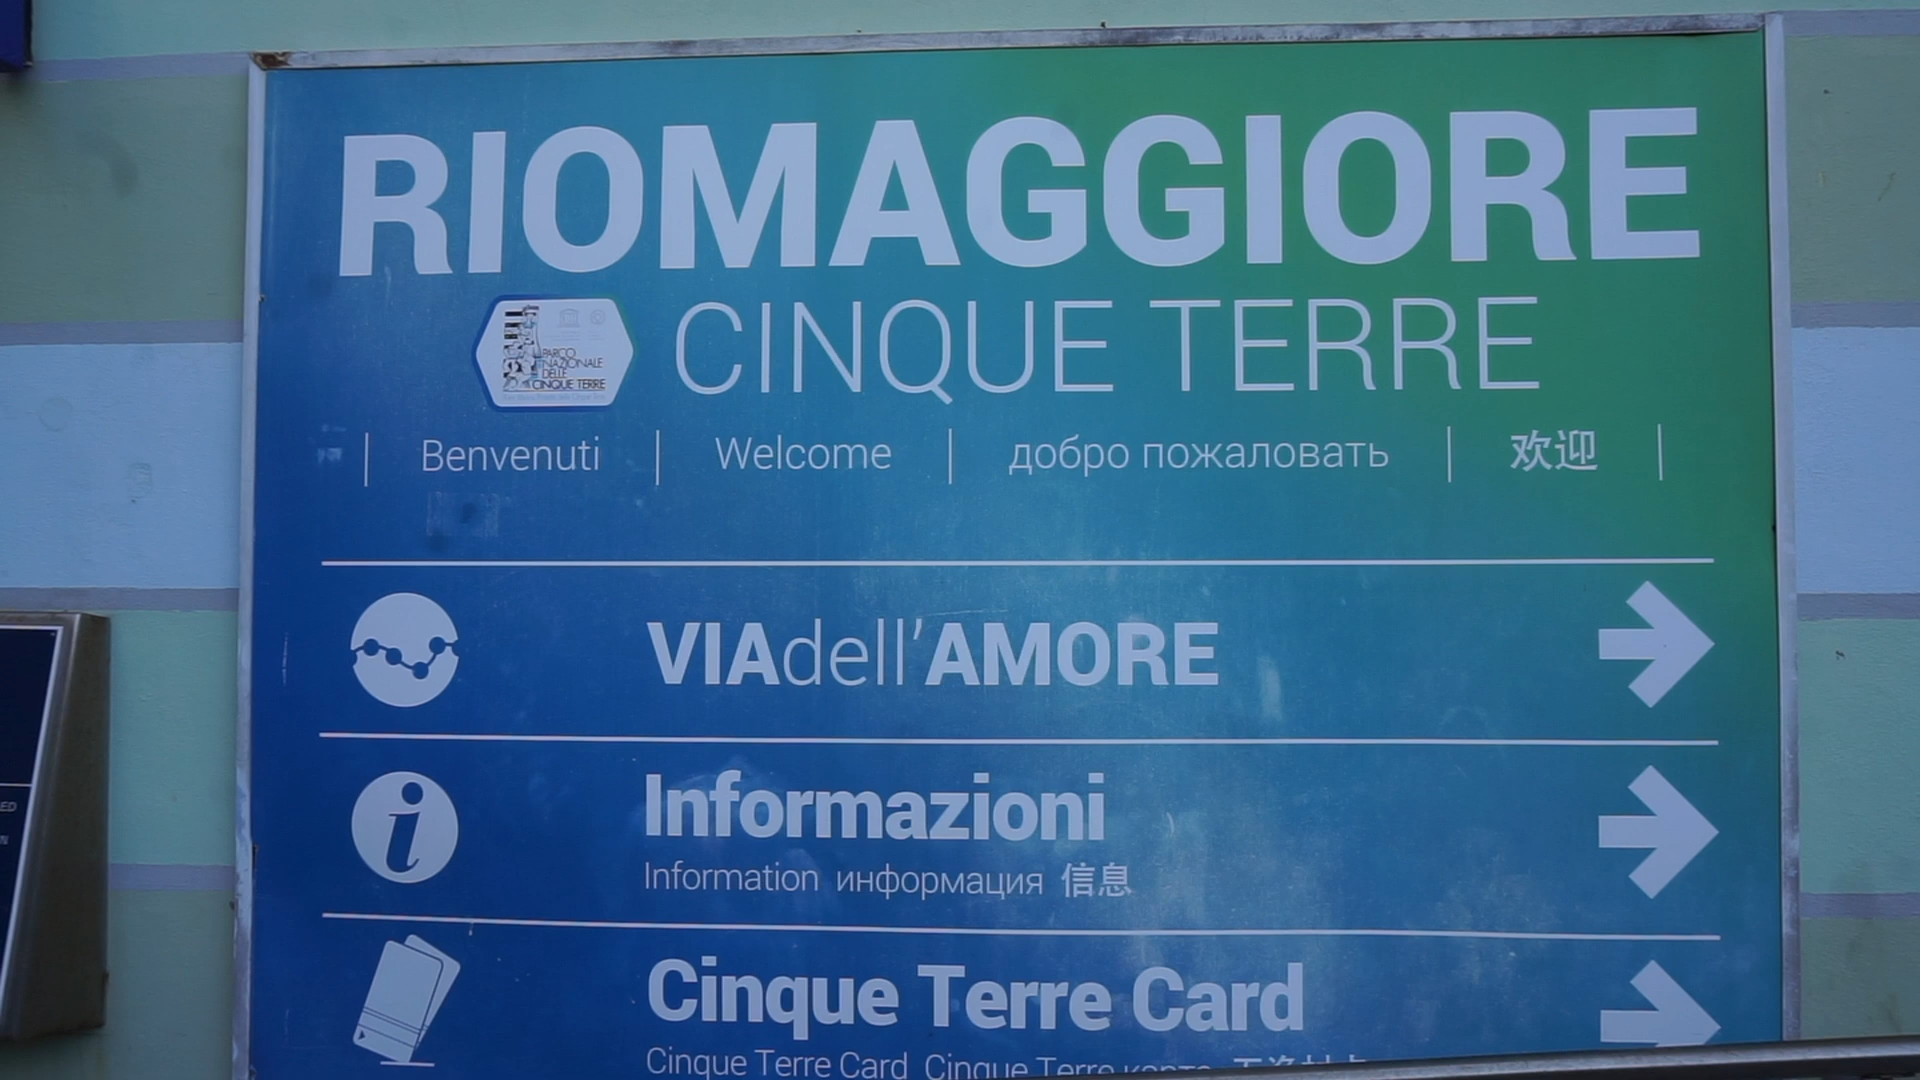 RIOMAGGIORE
CINQUE TERRE
PARCO
NAZIONALE
DELLE
CINQUE TERRE
Benvenuti | Welcome | добро пожаловать | 欢迎 |
VIAdell'AMORE
Informazioni
Information информация 信息
Cinque Terre Card
Cinque Terre Card Cinque Terre карта
ED